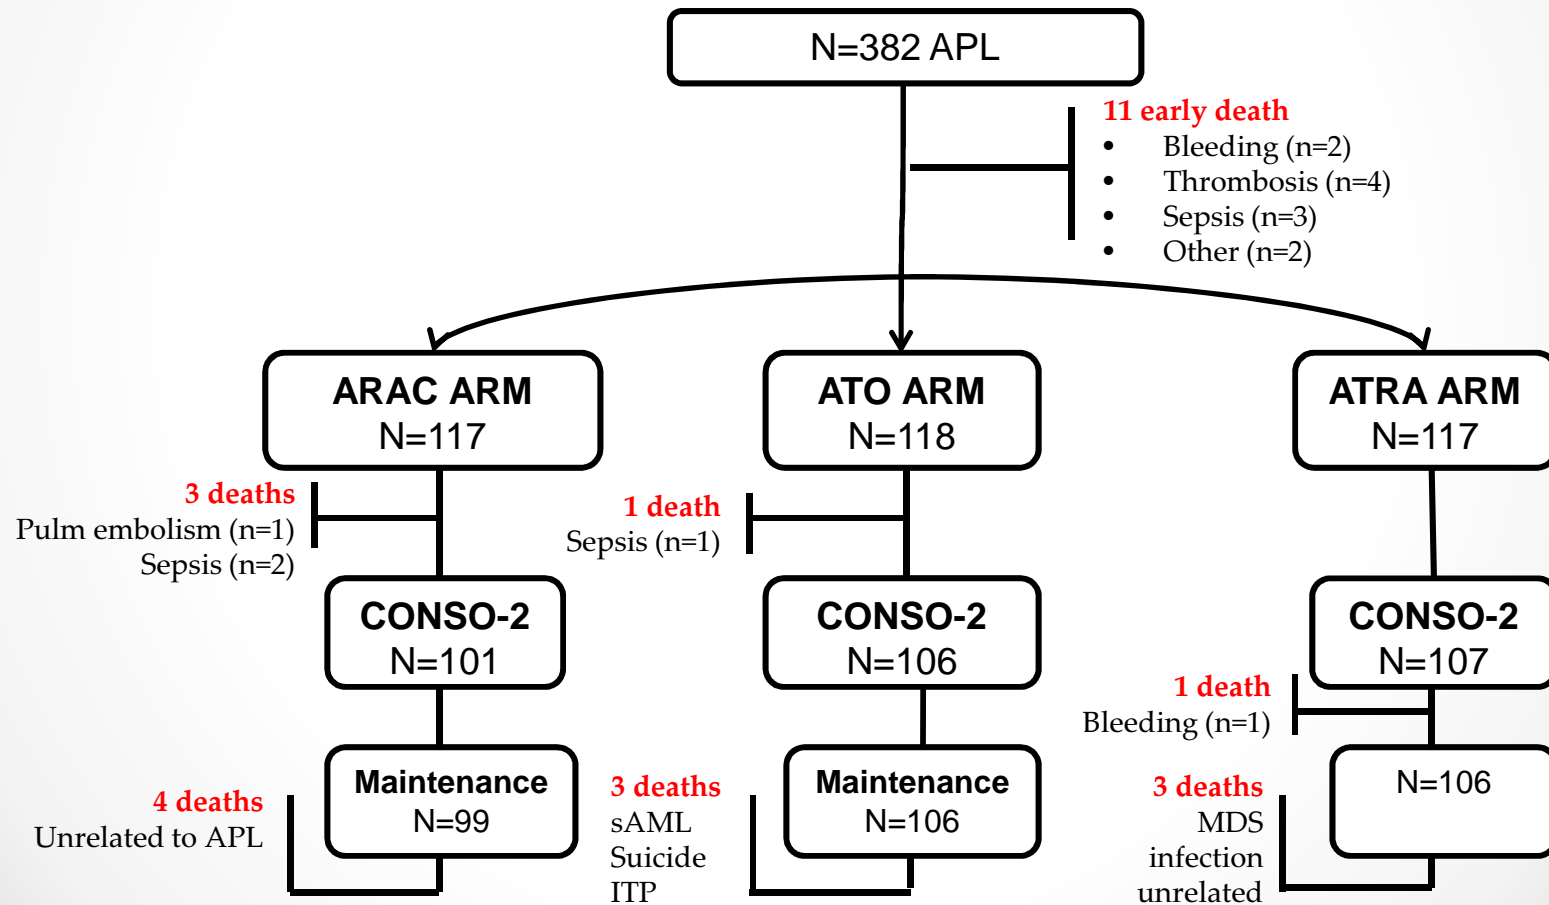 N=382 APL
11 early death
• Bleeding (n=2)
• Thrombosis (n=4)
• Sepsis (n=3)
• Other (n=2)
ARAC ARM
N=117
ATO ARM
N=118
ATRA ARM
N=117
3 deaths
Pulm embolism (n=1)
Sepsis (n=2)
1 death
Sepsis (n=1)
CONSO-2
N=101
CONSO-2
N=106
CONSO-2
N=107
1 death
Bleeding (n=1)
Maintenance
N=99
Maintenance
N=106
N=106
4 deaths
Unrelated to APL
3 deaths
sAML
Suicide
ITP
3 deaths
MDS
infection
unrelated